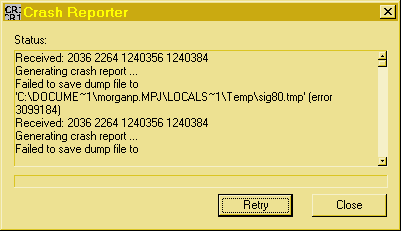 Crash Reporter
Status:
Received: 2036 2264 1240356 1240384
Generating crash report ...
Failed to save dump file to
'C:\DOCUME~1\morganp.MPJ\LOCALS~1\Temp\sig80.tmp' (error
3099184)
Received: 2036 2264 1240356 1240384
Generating crash report ...
Failed to save dump file to
Retry
Close